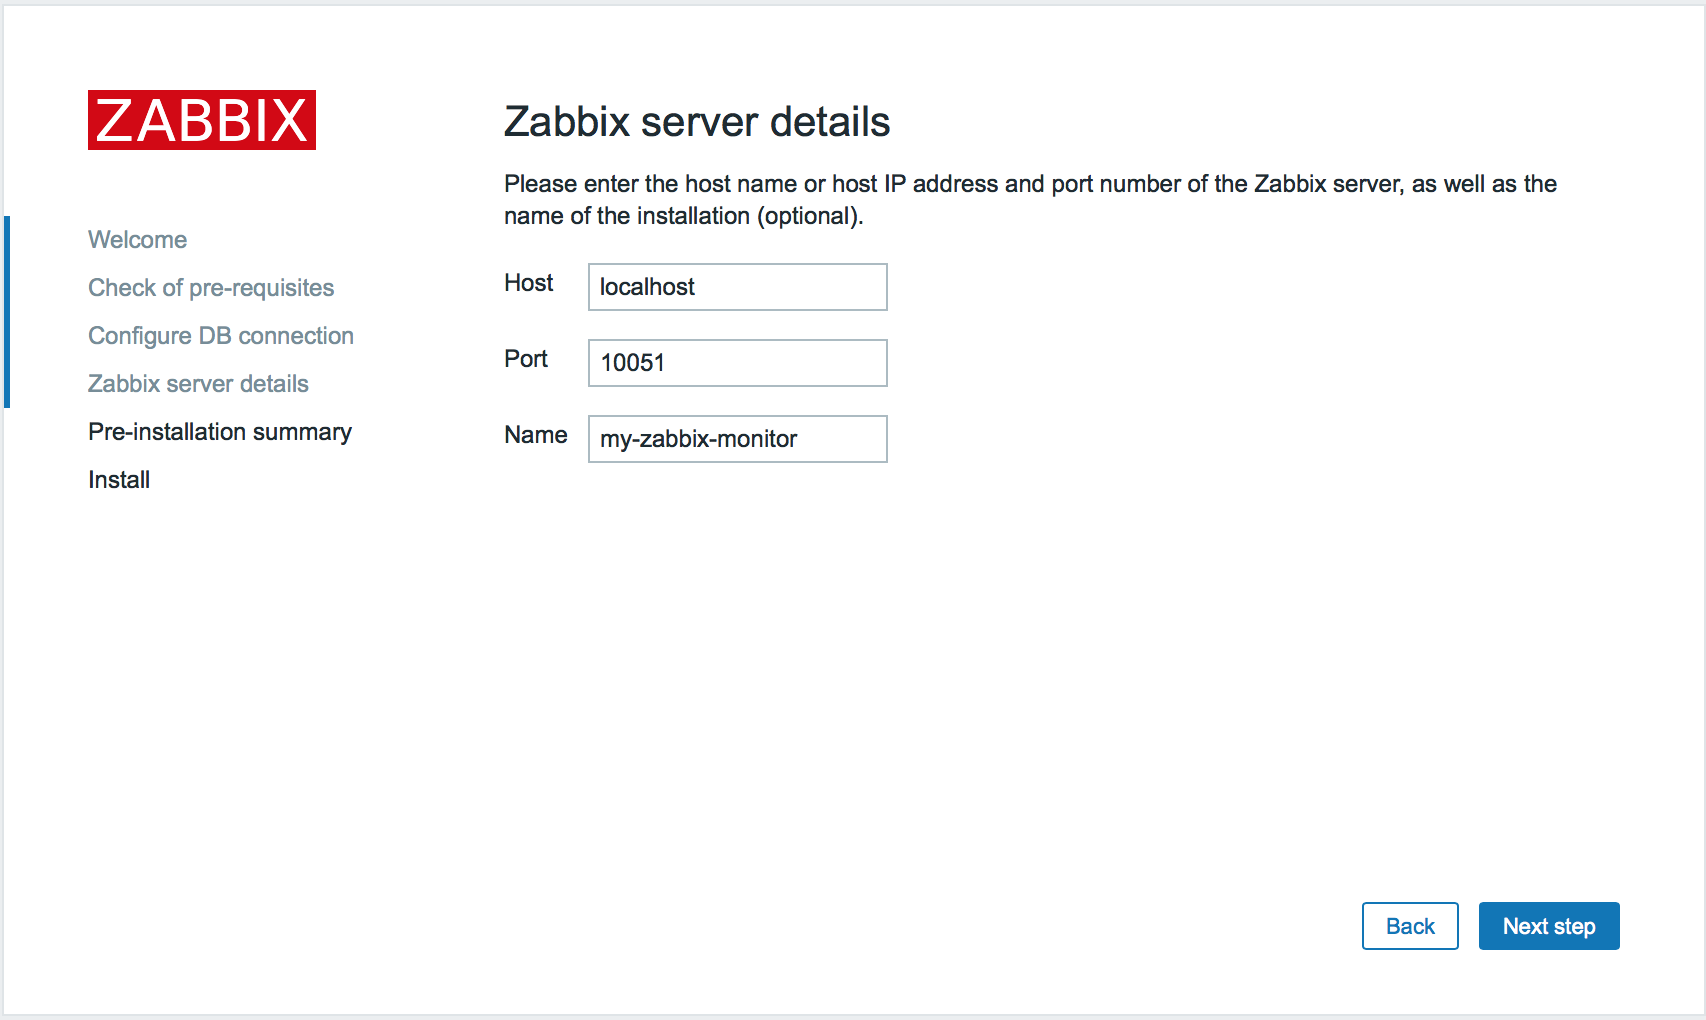 ZABBIX
Welcome
Check of pre-requisites
Configure DB connection
Zabbix server details
Pre-installation summary
Install
Zabbix server details
Please enter the host name or host IP address and port number of the Zabbix server, as well as the
name of the installation (optional).
Host localhost
Port 10051
Name my-zabbix-monitor
Back Next step